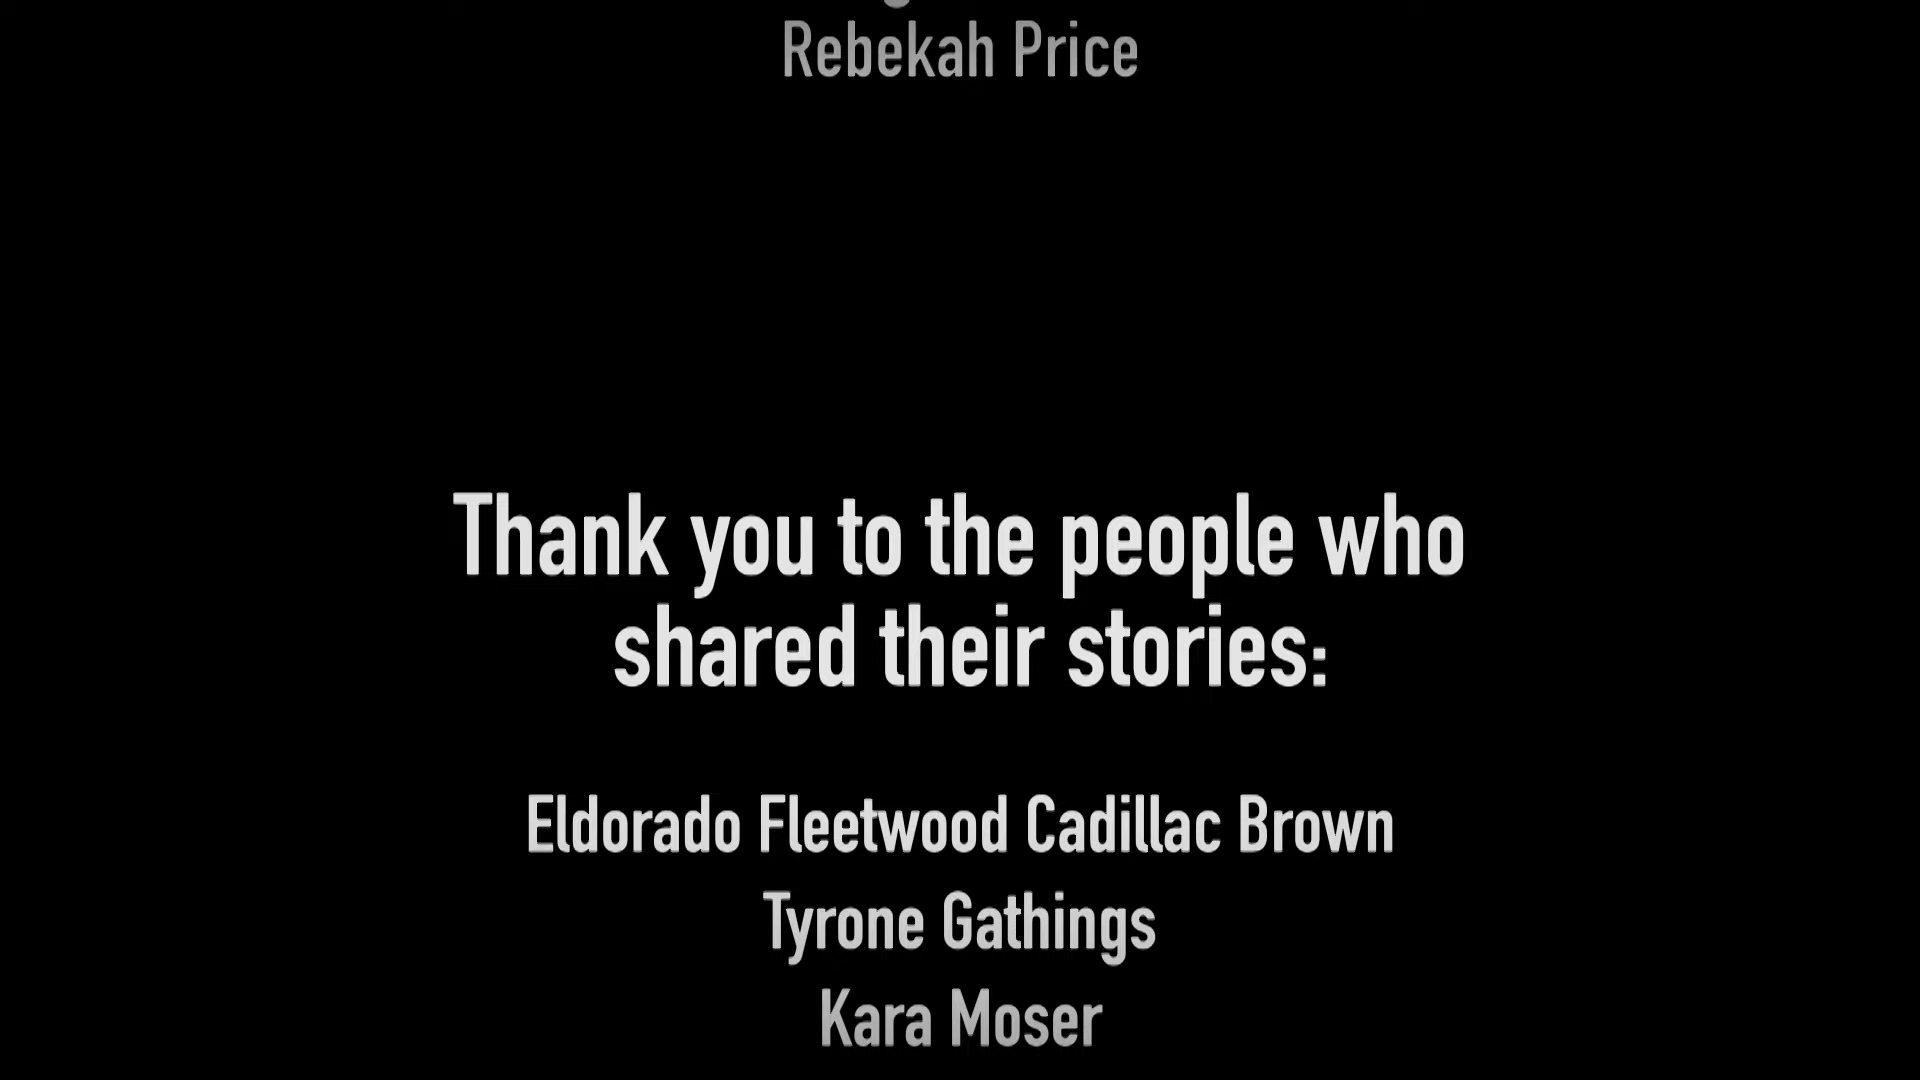 Rebekah Price
Thank you to the people who
shared their stories:
Eldorado Fleetwood Cadillac Brown
Tyrone Gathings
Kara Moser